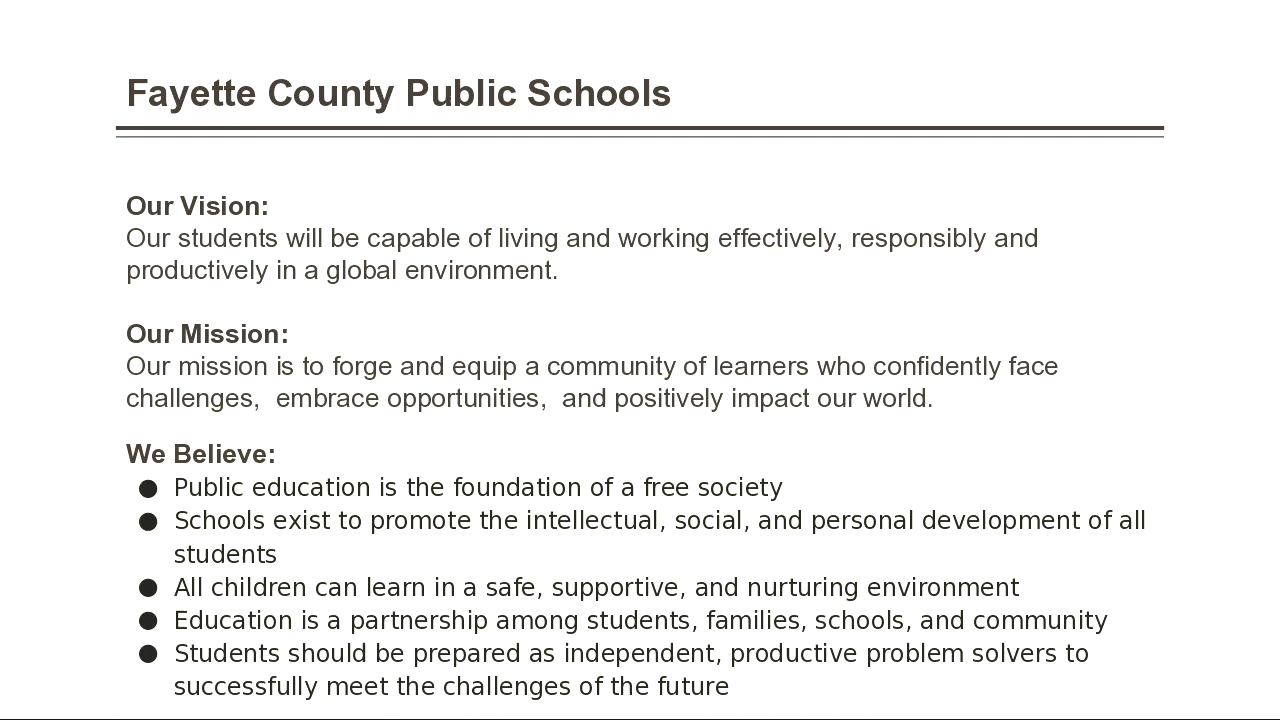 Fayette County Public Schools
Our Vision:
Our students will be capable of living and working effectively, responsibly and
productively in a global environment.
Our Mission:
Our mission is to forge and equip a community of learners who confidently face
challenges,  embrace opportunities,  and positively impact our world.
We Believe:
● Public education is the foundation of a free society
● Schools exist to promote the intellectual, social, and personal development of all
students
● All children can learn in a safe, supportive, and nurturing environment
● Education is a partnership among students, families, schools, and community
● Students should be prepared as independent, productive problem solvers to
successfully meet the challenges of the future